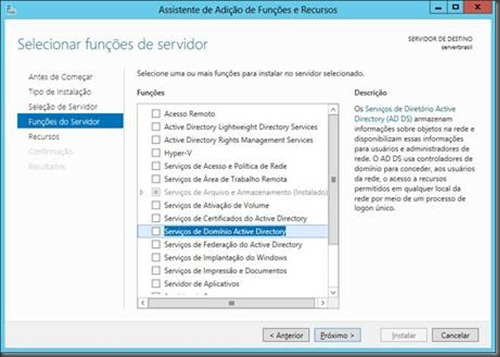 Assistente de Adição de Funções e Recursos
Selecionar funções de servidor
SERVIDOR DE DESTINO
serverbrasil
Antes de Começar
Tipo de Instalação
Seleção de Servidor
Funções do Servidor
Recursos
Confirmação
Resultados
Selecione uma ou mais funções para instalar no servidor selecionado.
Funções
Acesso Remoto
Active Directory Lightweight Directory Services
Active Directory Rights Management Services
Hyper-V
Serviços de Acesso e Política de Rede
Serviços de Área de Trabalho Remota
Serviços de Arquivo e Armazenamento (Instalado)
Serviços de Ativação de Volume
Serviços de Certificados do Active Directory
Serviços de Domínio Active Directory
Serviços de Federação do Active Directory
Serviços de Implantação do Windows
Serviços de Impressão e Documentos
Servidor de Aplicativos
Descrição
Os Serviços de Diretório Active
Directory (AD DS) armazenam
informações sobre objetos na rede e
disponibilizam essas informações
para usuários e administradores de
rede. O AD DS usa controladores de
domínio para conceder, aos usuários
da rede, o acesso a recursos
permitidos em qualquer local da
rede por meio de um processo de
logon único.
< Anterior
Próximo >
Instalar
Cancelar